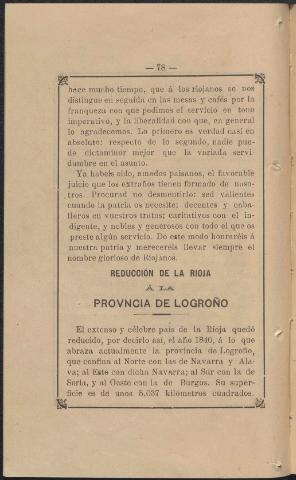 — 78 —
hace mucho tiempo, que á los riojanos se nos
distingue en seguida en las mesas y cafés por la
franqueza con que pedimos el servicio en tono
imperativo, y la liberalidad con que, en general
lo agradecemos. Lo primero es verdad casi en
absoluto: respecto de lo segundo, nadie pue-
de dictaminar mejor que la variada servi-
dumbre en el asunto.
Ya habeis oido, amados paisanos, el favorable
juicio que los extraños tienen formado de noso-
tros. Procurad no desmentirlo: sed valientes
cuando la patria os necesite; decentes y caba-
lleros en vuestros tratos; caritativos con el in-
digente, y nobles y generosos con todo el que os
preste algún servicio. De este modo honraréis á
nuestra patria y mereceréis llevar siempre el
nombre glorioso de Riojanos.
REDUCCIÓN DE LA RIOJA
Á LA
PROVNCIA DE LOGROÑO
El extenso y célebre país de la Rioja quedó
reducido, por decirlo así, el año 1840, á lo que
abraza actualmente la provincia de Logroño,
que confina al Norte con las de Navarra y Ala-
va; al Este con dicha Navarra; al Sur con la de
Soria, y al Oeste con la de Burgos. Su super-
ficie es de unos 5.037 kilómetros cuadrados.